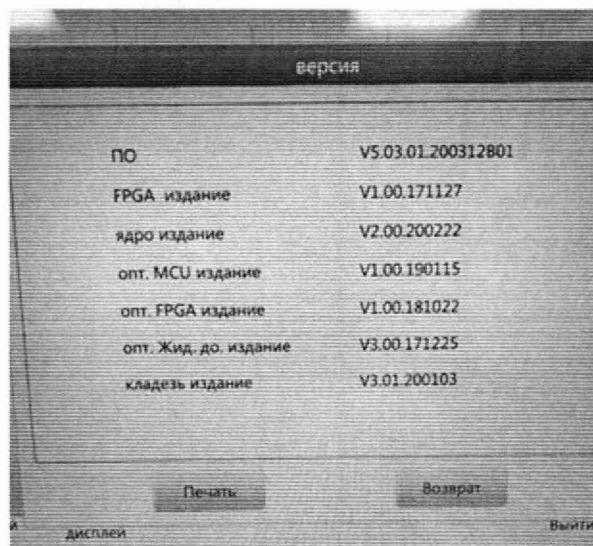 версия
ПО V5.03.01.200312B01
FPGA издание V1.00.171127
ядро издание V2.00.200222
опт. MCU издание V1.00.190115
опт. FPGA издание V1.00.181022
опт. Жид. до. издание V3.00.171225
кладезь издание V3.01.200103
Печать Возврат
й дисплей Выйти